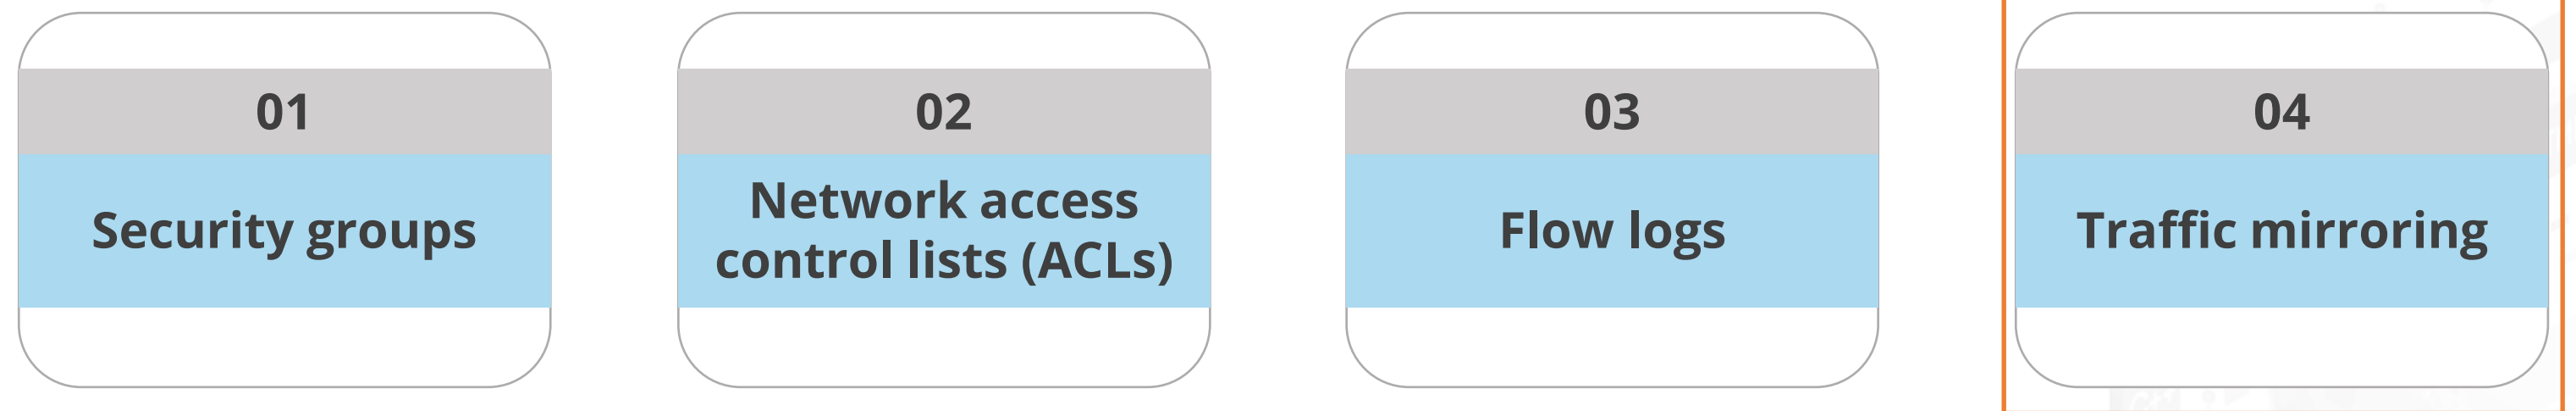 01
Security groups
02
Network access
control lists (ACLs)
03
Flow logs
04
Traffic mirroring